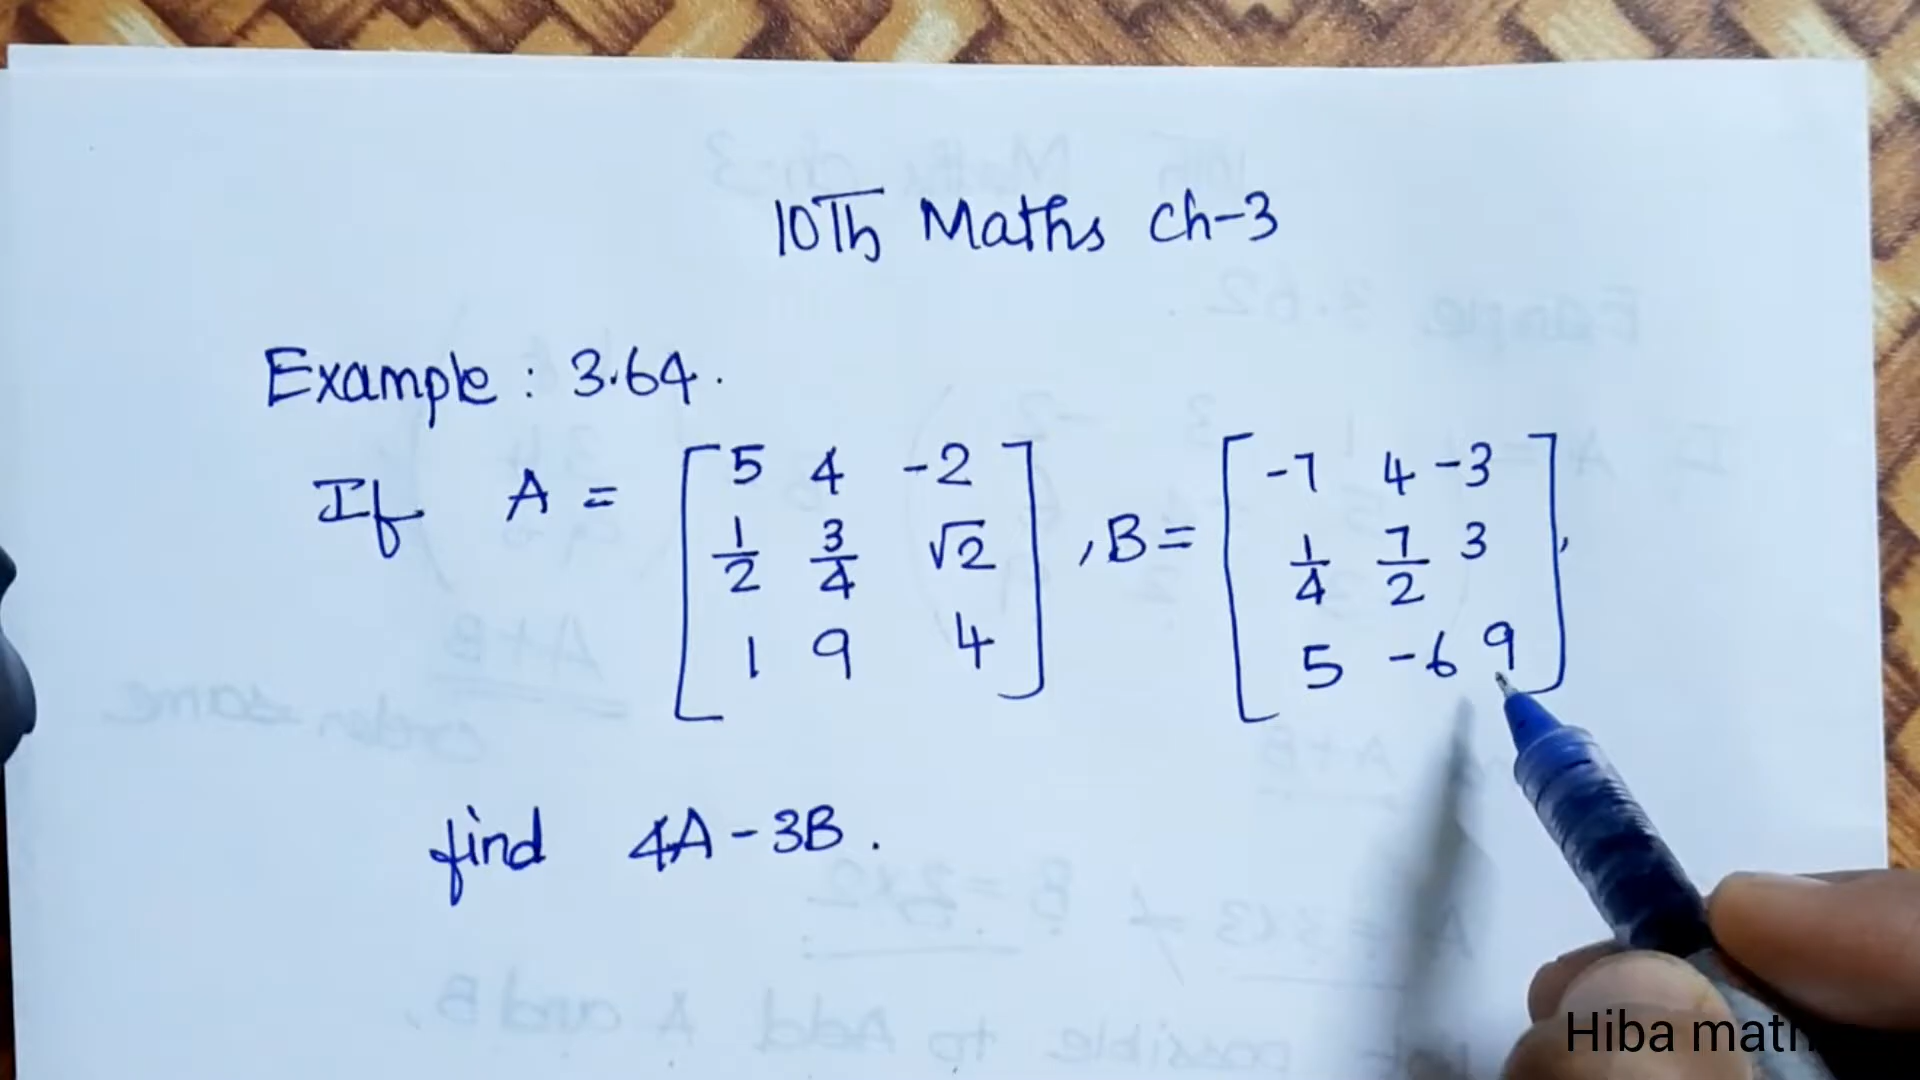 10Th Maths Ch-3
Example : 3.64.
If A = [5 4 -2
1/2 3/4 √2
1 9 4], B = [-7 4 -3
1/4 7/2 3
5 -6 9],
find 4A - 3B.
Hiba math